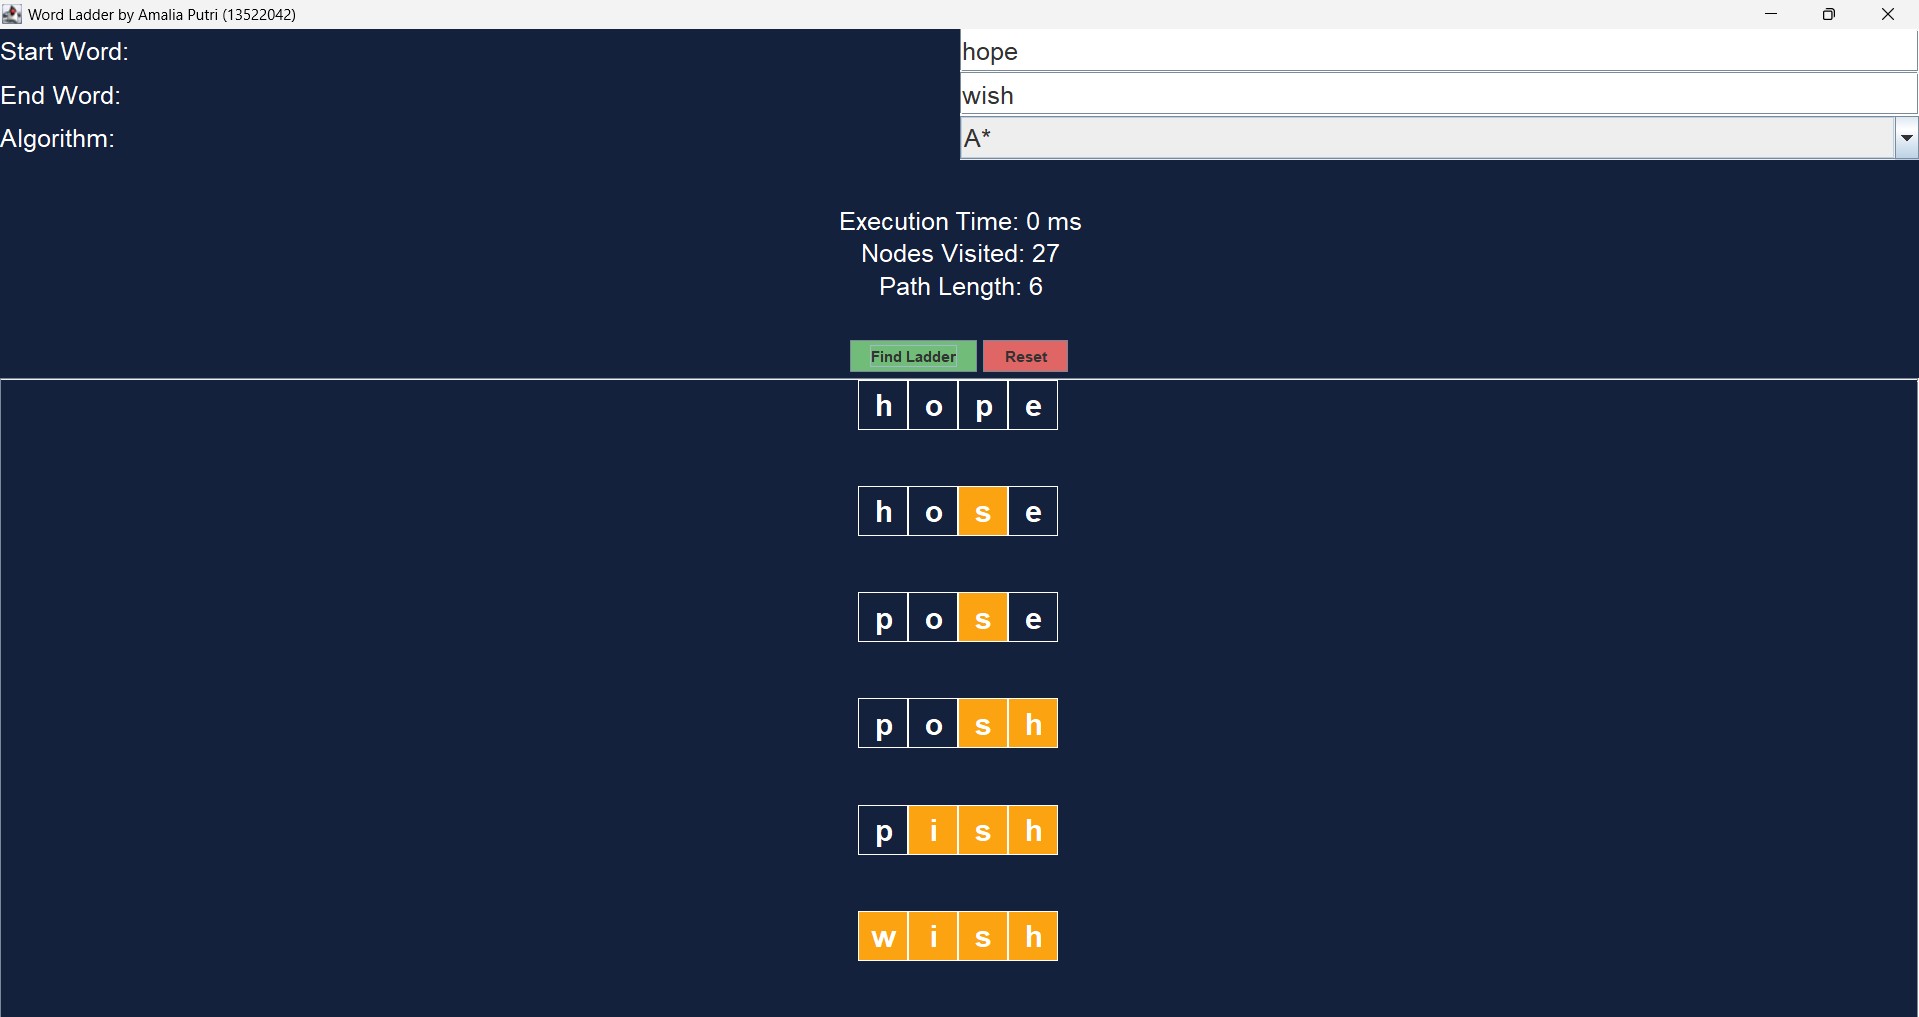 Word Ladder by Amalia Putri (13522042)
Start Word: hope
End Word: wish
Algorithm: A*
Execution Time: 0 ms
Nodes Visited: 27
Path Length: 6
Find Ladder Reset
h o p e
h o s e
p o s e
p o s h
p i s h
w i s h